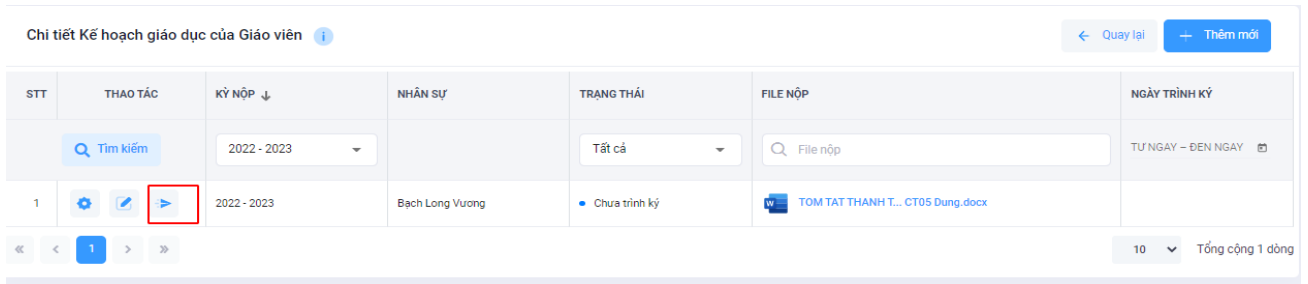 Chi tiết Kế hoạch giáo dục của Giáo viên i
Quay lại
Thêm mới
STT THAO TÁC KỲ NỘP NHÂN SỰ TRẠNG THÁI FILE NỘP NGÀY TRÌNH KÝ
Tìm kiếm 2022 - 2023 Tất cả File nộp TƯ NGAY – ĐEN NGAY
1 2022 - 2023 Bạch Long Vương Chưa trình ký TOM TAT THANH T... CT05 Dung.docx
« < 1 > » 10 Tổng cộng 1 dòng